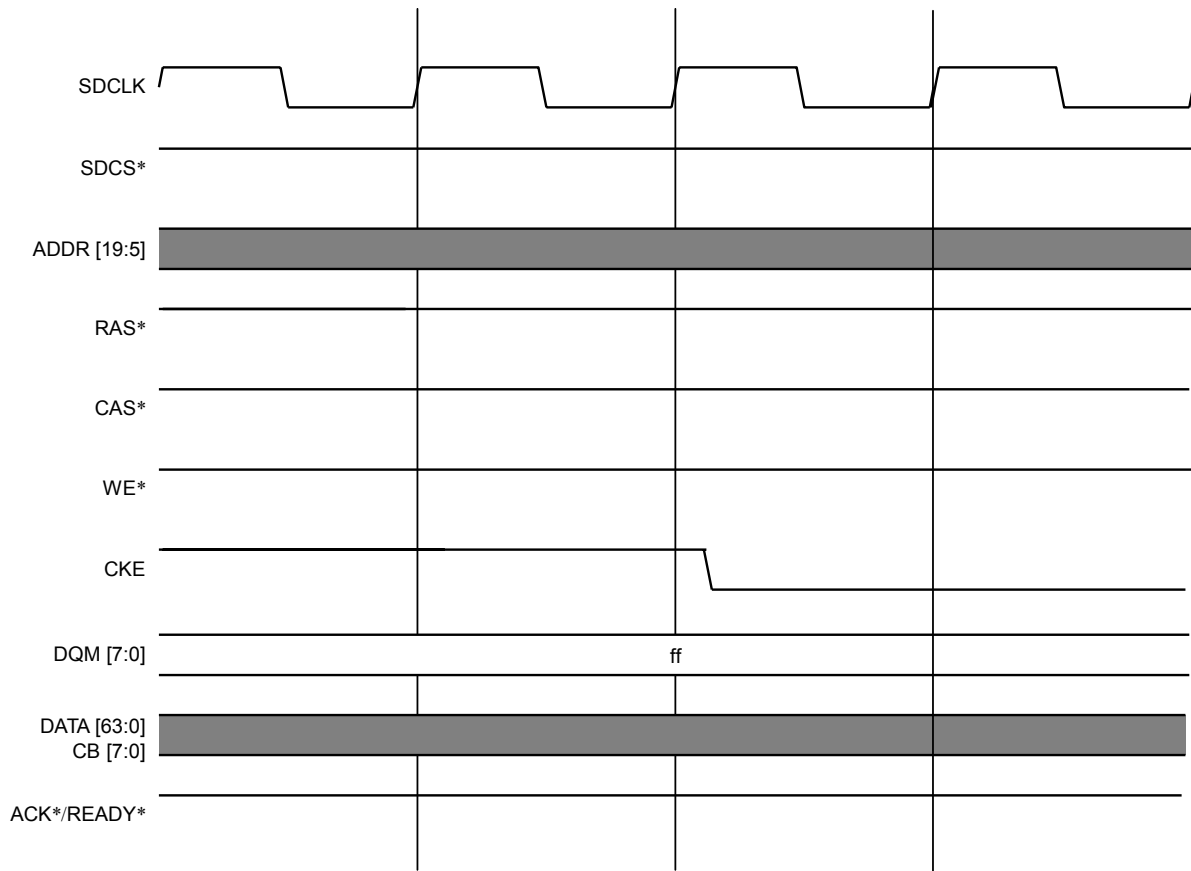 SDCLK
SDCS*
ADDR [19:5]
RAS*
CAS*
WE*
CKE
DQM [7:0]
ff
DATA [63:0]
CB [7:0]
ACK*/READY*